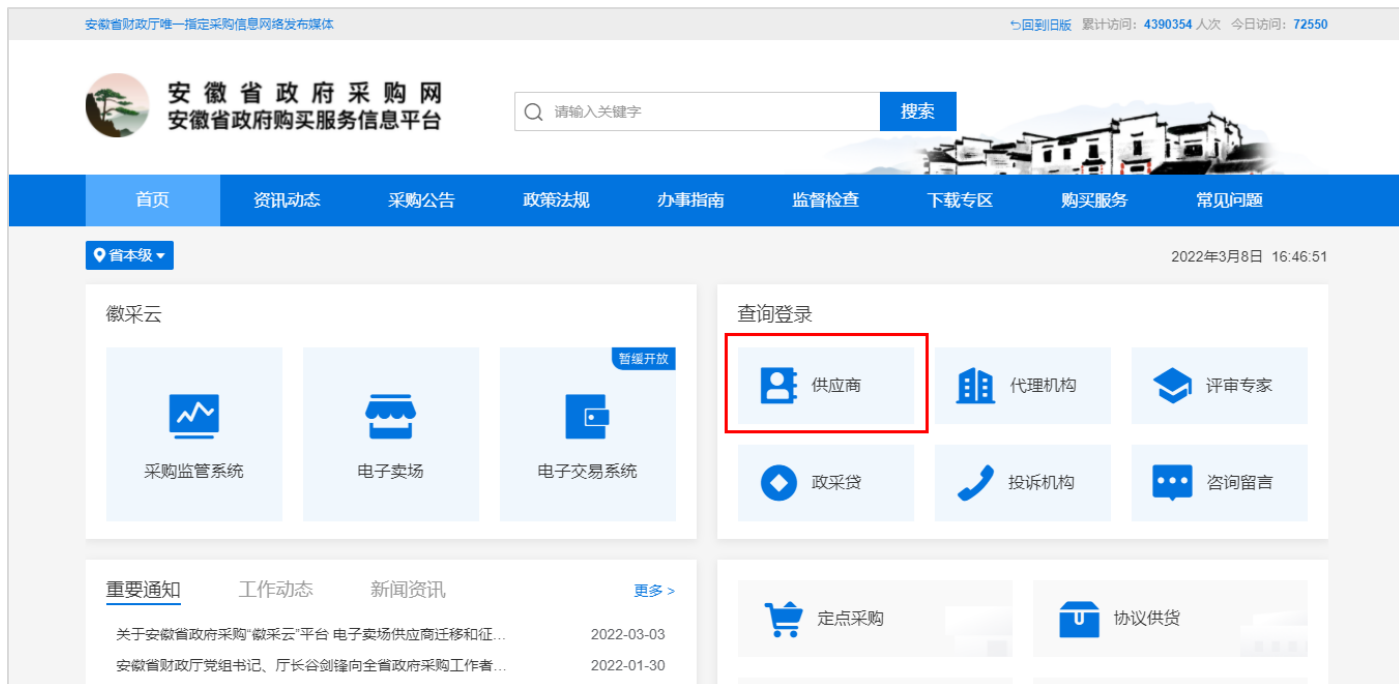 安徽省财政厅唯一指定采购信息网络发布媒体
回到旧版 累计访问：4390354 人次 今日访问：72550
安徽省政府采购网
安徽省政府购买服务信息平台
请输入关键字
搜索
首页 资讯动态 采购公告 政策法规 办事指南 监督检查 下载专区 购买服务 常见问题
省本级
2022年3月8日 16:46:51
徽采云
暂缓开放
采购监管系统 电子卖场 电子交易系统
查询登录
供应商 代理机构 评审专家
政采贷 投诉机构 咨询留言
重要通知 工作动态 新闻资讯 更多 >
关于安徽省政府采购“徽采云”平台 电子卖场供应商迁移和征... 2022-03-03
安徽省财政厅党组书记、厅长谷剑锋向全省政府采购工作者... 2022-01-30
定点采购 协议供货